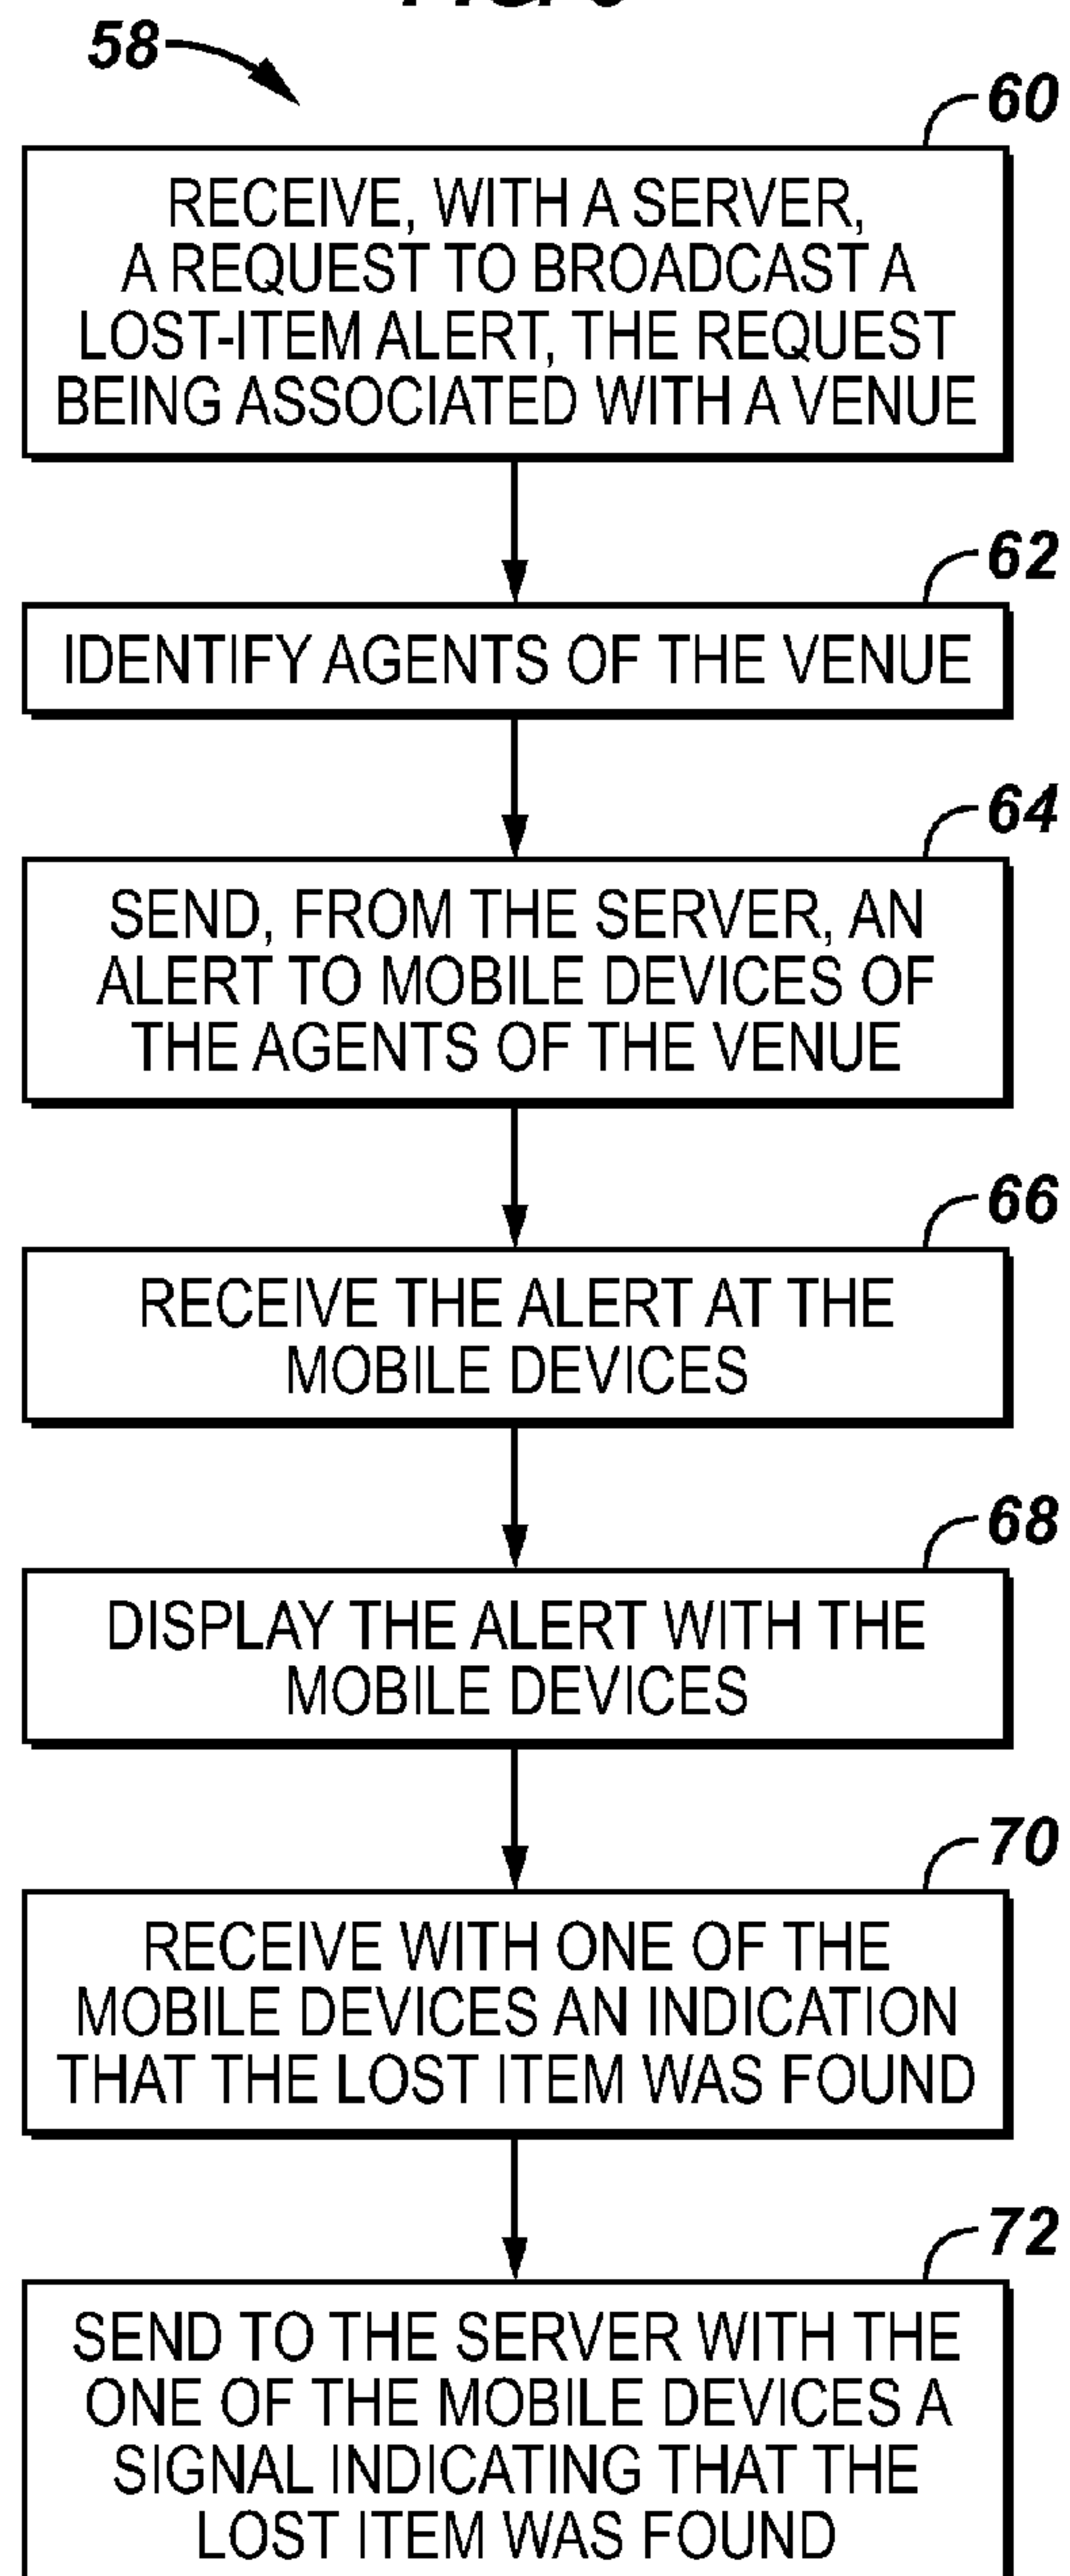 58
60
RECEIVE, WITH A SERVER,
A REQUEST TO BROADCAST A
LOST-ITEM ALERT, THE REQUEST
BEING ASSOCIATED WITH A VENUE
62
IDENTIFY AGENTS OF THE VENUE
64
SEND, FROM THE SERVER, AN
ALERT TO MOBILE DEVICES OF
THE AGENTS OF THE VENUE
66
RECEIVE THE ALERT AT THE
MOBILE DEVICES
68
DISPLAY THE ALERT WITH THE
MOBILE DEVICES
70
RECEIVE WITH ONE OF THE
MOBILE DEVICES AN INDICATION
THAT THE LOST ITEM WAS FOUND
72
SEND TO THE SERVER WITH THE
ONE OF THE MOBILE DEVICES A
SIGNAL INDICATING THAT THE
LOST ITEM WAS FOUND